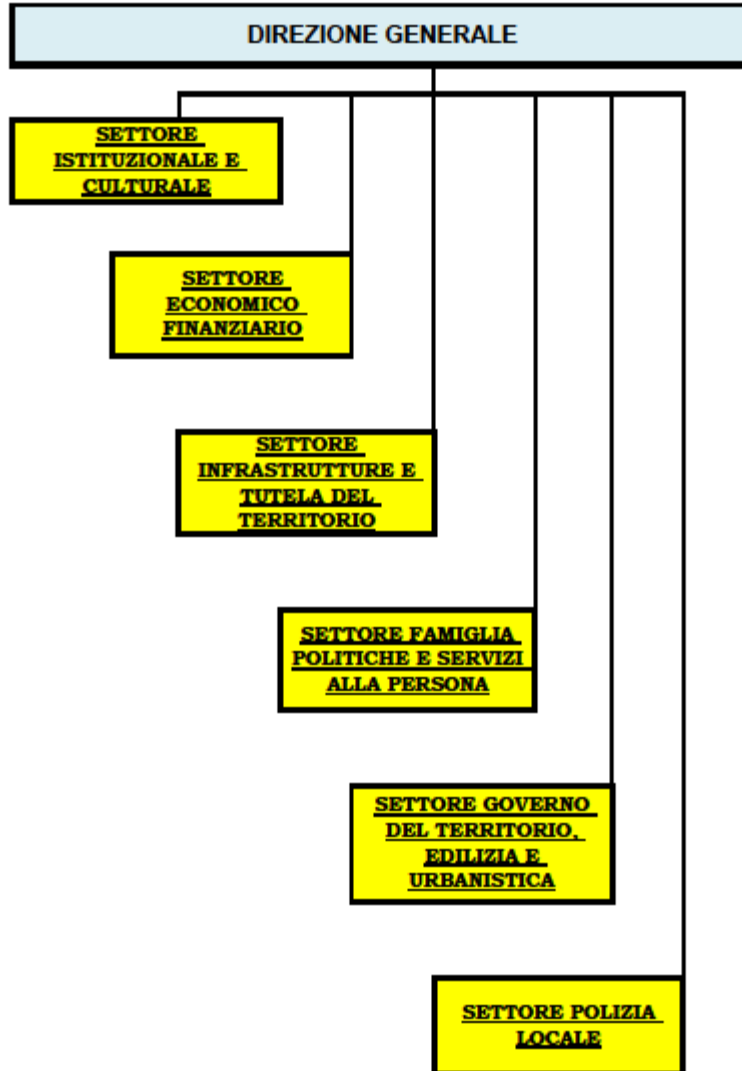 DIREZIONE GENERALE
SETTORE
ISTITUZIONALE E
CULTURALE
SETTORE
ECONOMICO
FINANZIARIO
SETTORE
INFRASTRUTTURE E
TUTELA DEL
TERRITORIO
SETTORE FAMIGLIA
POLITICHE E SERVIZI
ALLA PERSONA
SETTORE GOVERNO
DEL TERRITORIO,
EDILIZIA E
URBANISTICA
SETTORE POLIZIA
LOCALE